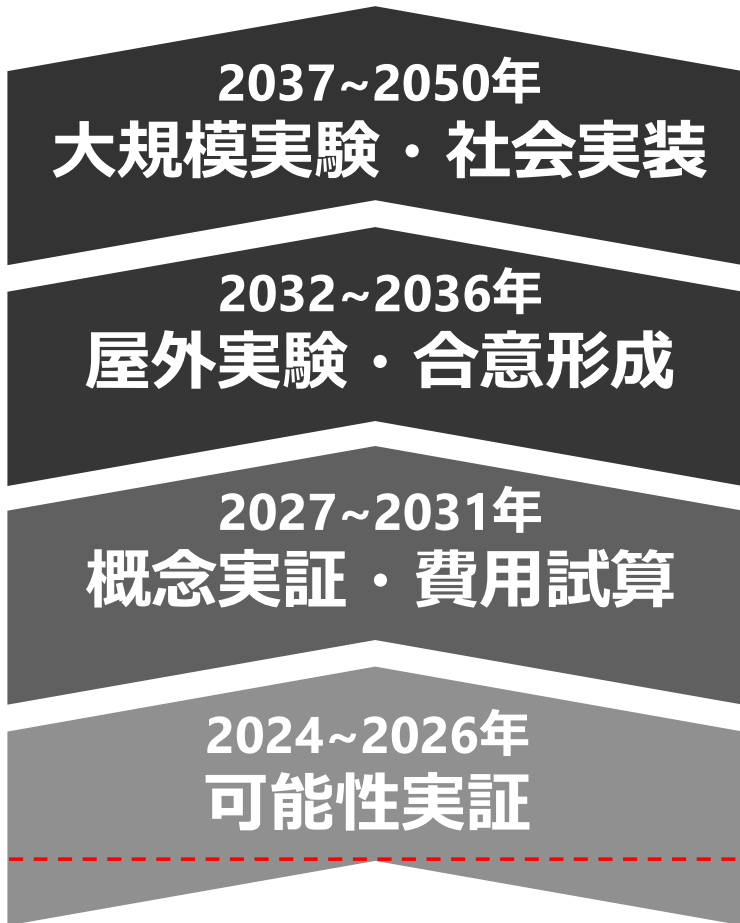 2037~2050年
大規模実験・社会実装
2032~2036年
屋外実験・合意形成
2027~2031年
概念実証・費用試算
2024~2026年
可能性実証